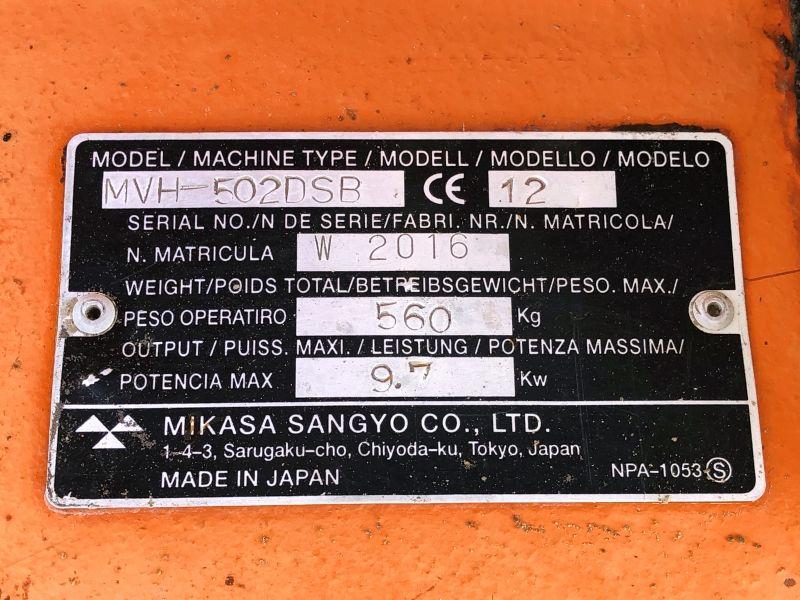 MODEL / MACHINE TYPE / MODELL / MODELLO / MODELO
MVH-502DSB CE 12
SERIAL NO./N DE SERIE/FABRI. NR./N. MATRICOLA/
N. MATRICULA W 2016
WEIGHT/POIDS TOTAL/BETREIBSGEWICHT/PESO. MAX./
PESO OPERATIRO 560 Kg
OUTPUT / PUISS. MAXI. / LEISTUNG / POTENZA MASSIMA/
POTENCIA MAX 9.7 Kw
MIKASA SANGYO CO., LTD.
1-4-3, Sarugaku-cho, Chiyoda-ku, Tokyo, Japan
MADE IN JAPAN NPA-1053 Ⓢ